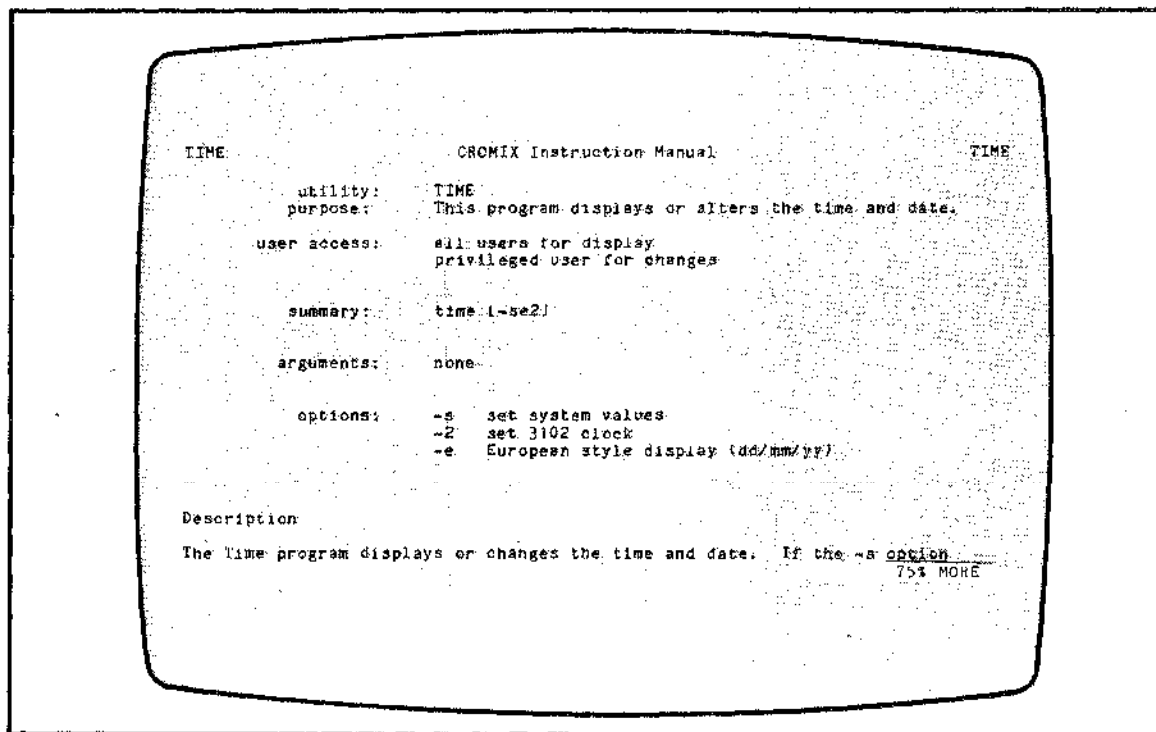 TIME CROMIX Instruction Manual TIME
utility: TIME
purpose: This program displays or alters the time and date.
user access: all users for display
privileged user for changes
summary: time [-se2]
arguments: none
options: -s set system values
-2 set 3102 clock
-e European style display (dd/mm/yy)
Description
The Time program displays or changes the time and date. If the -s option
75% MORE